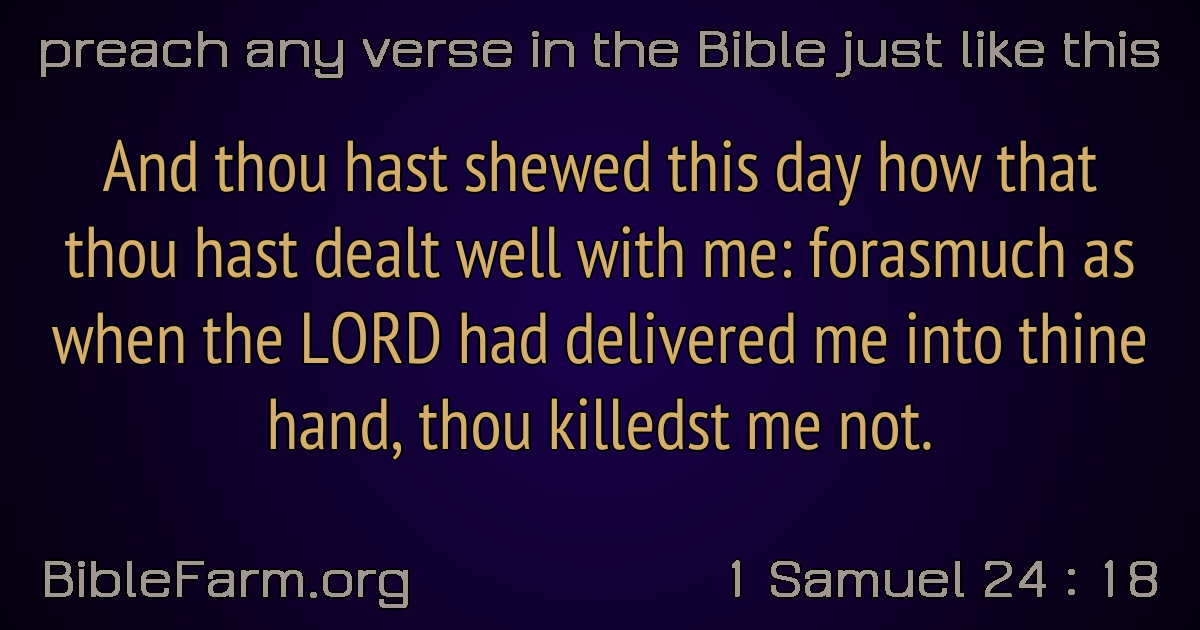 preach any verse in the Bible just like this
And thou hast shewed this day how that
thou hast dealt well with me: forasmuch as
when the LORD had delivered me into thine
hand, thou killedst me not.
BibleFarm.org
1 Samuel 24 : 18